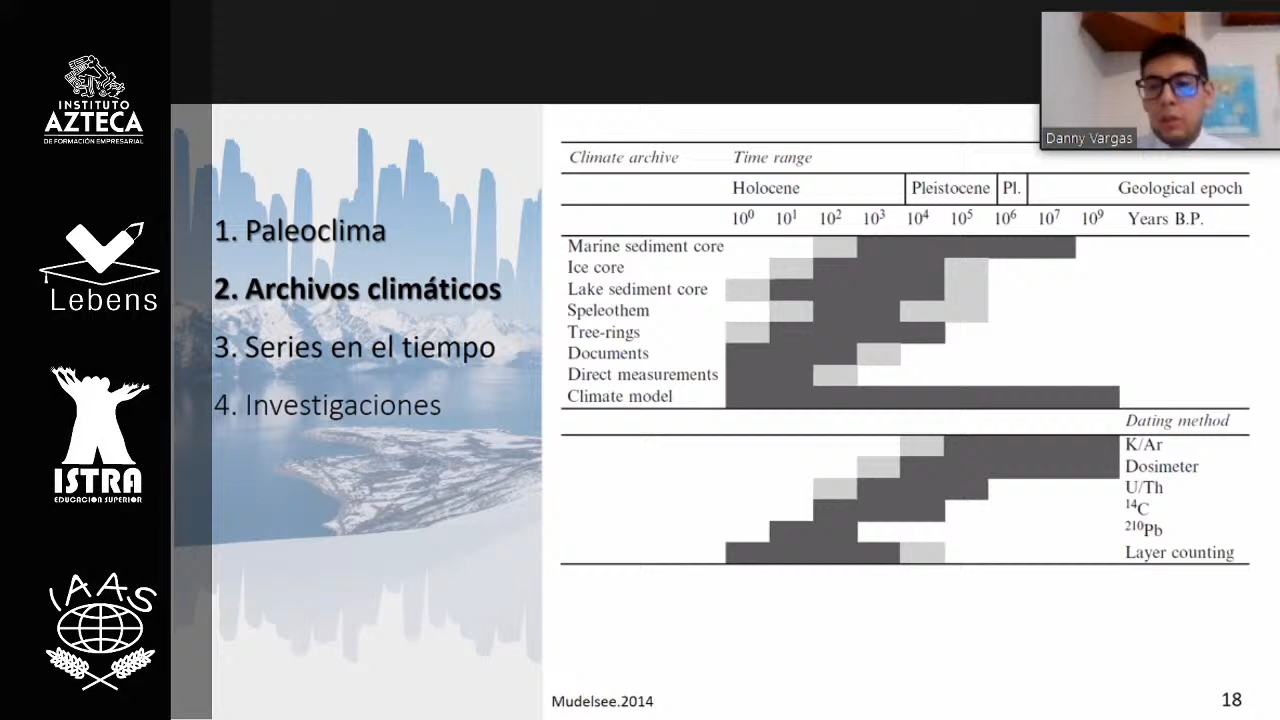 INSTITUTO
AZTECA
DE FORMACIÓN EMPRESARIAL
Lebens
ISTRA
EDUCACION SUPERIOR
IAAS
1. Paleoclima
2. Archivos climáticos
3. Series en el tiempo
4. Investigaciones
Danny Vargas
Climate archive Time range
Holocene Pleistocene Pl. Geological epoch
10⁰ 10¹ 10² 10³ 10⁴ 10⁵ 10⁶ 10⁷ 10⁹ Years B.P.
Marine sediment core
Ice core
Lake sediment core
Speleothem
Tree-rings
Documents
Direct measurements
Climate model
Dating method
K/Ar
Dosimeter
U/Th
¹⁴C
²¹⁰Pb
Layer counting
Mudelsee.2014
18